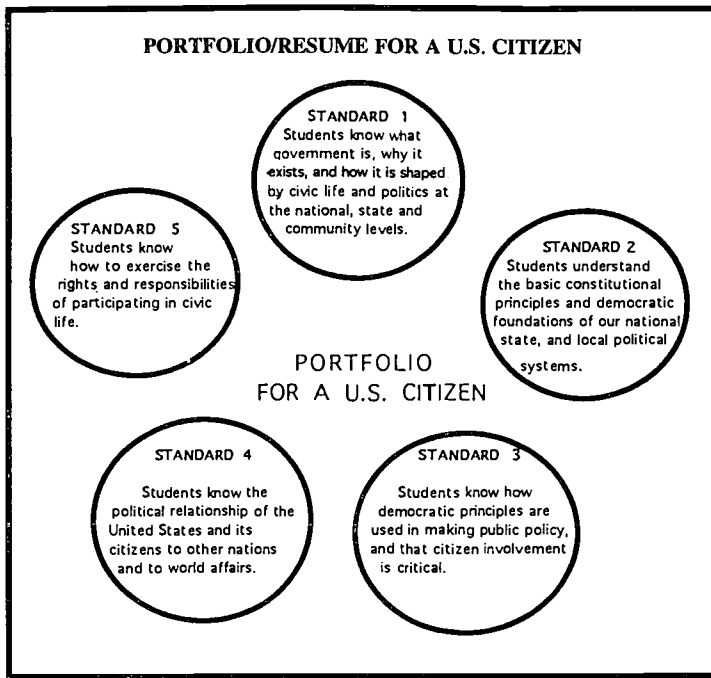 PORTFOLIO/RESUME FOR A U.S. CITIZEN
STANDARD 1
Students know what
government is, why it
exists, and how it is shaped
by civic life and politics at
the national, state and
community levels.
STANDARD 2
Students understand
the basic constitutional
principles and democratic
foundations of our national
state, and local political
systems.
STANDARD 3
Students know how
democratic principles are
used in making public policy,
and that citizen involvement
is critical.
STANDARD 4
Students know the
political relationship of the
United States and its
citizens to other nations
and to world affairs.
STANDARD 5
Students know
how to exercise the
rights and responsibilities
of participating in civic
life.
PORTFOLIO
FOR A U.S. CITIZEN